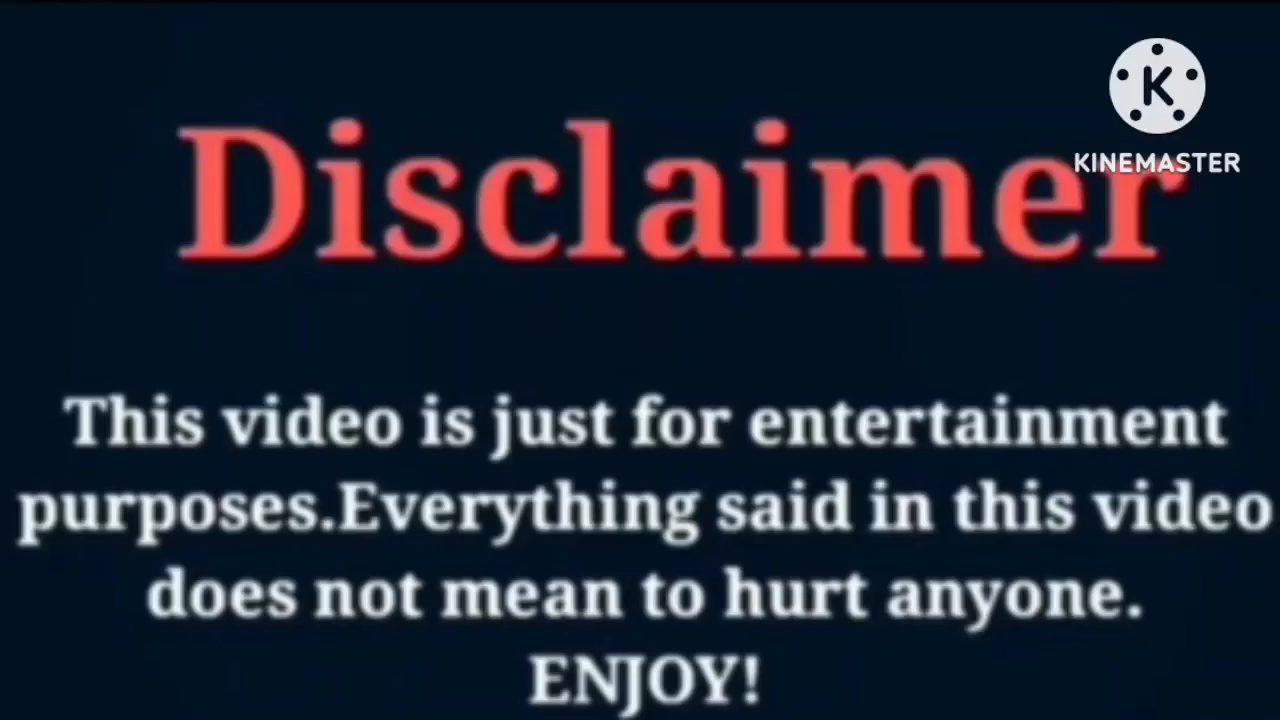 K
KINEMASTER
Disclaimer
This video is just for entertainment
purposes.Everything said in this video
does not mean to hurt anyone.
ENJOY!